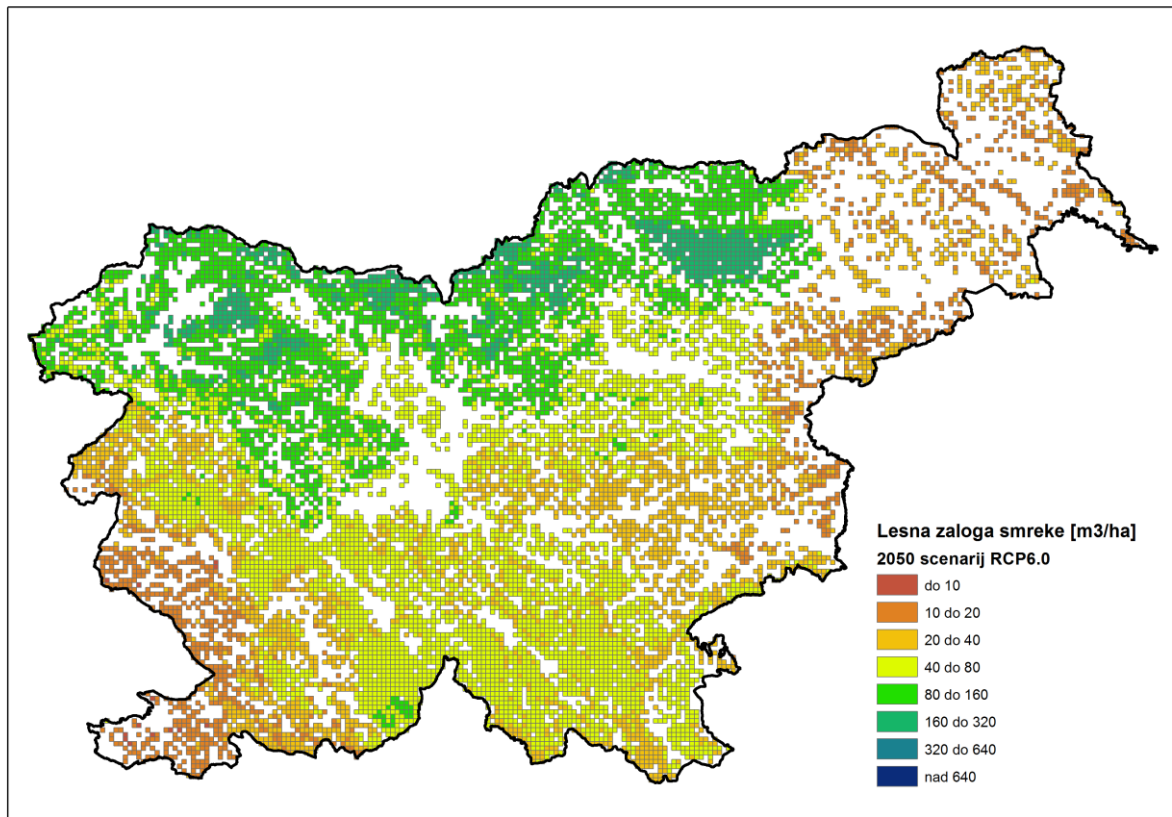 Lesna zaloga smreke [m3/ha]
2050 scenarij RCP6.0
do 10
10 do 20
20 do 40
40 do 80
80 do 160
160 do 320
320 do 640
nad 640